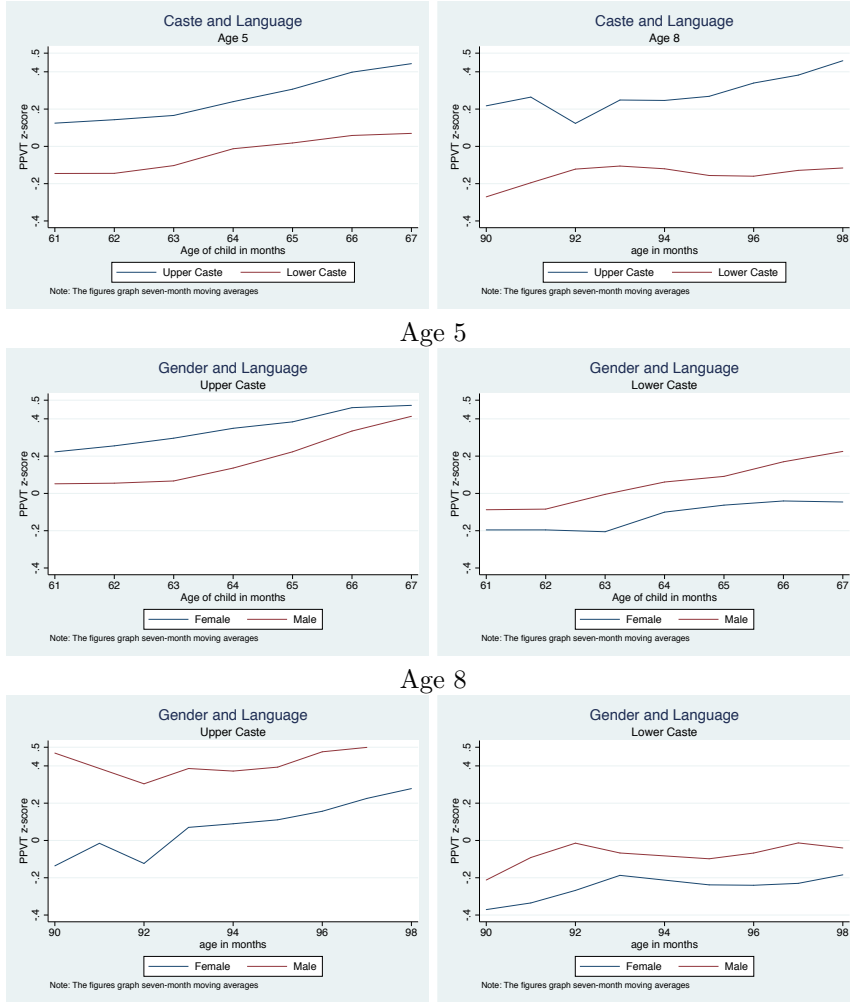 Caste and Language
Age 5
PPVT z-score
-.4 -.2 0 .2 .4 .5
61 62 63 64 65 66 67
Age of child in months
Upper Caste Lower Caste
Note: The figures graph seven-month moving averages
Caste and Language
Age 8
PPVT z-score
-.4 -.2 0 .2 .4 .5
90 92 94 96 98
age in months
Upper Caste Lower Caste
Note: The figures graph seven-month moving averages
Age 5
Gender and Language
Upper Caste
PPVT z-score
-.4 -.2 0 .2 .4 .5
61 62 63 64 65 66 67
Age of child in months
Female Male
Note: The figures graph seven-month moving averages
Gender and Language
Lower Caste
PPVT z-score
-.4 -.2 0 .2 .4 .5
61 62 63 64 65 66 67
Age of child in months
Female Male
Note: The figures graph seven-month moving averages
Age 8
Gender and Language
Upper Caste
PPVT z-score
-.4 -.2 0 .2 .4 .5
90 92 94 96 98
age in months
Female Male
Note: The figures graph seven-month moving averages
Gender and Language
Lower Caste
PPVT z-score
-.4 -.2 0 .2 .4 .5
90 92 94 96 98
age in months
Female Male
Note: The figures graph seven-month moving averages